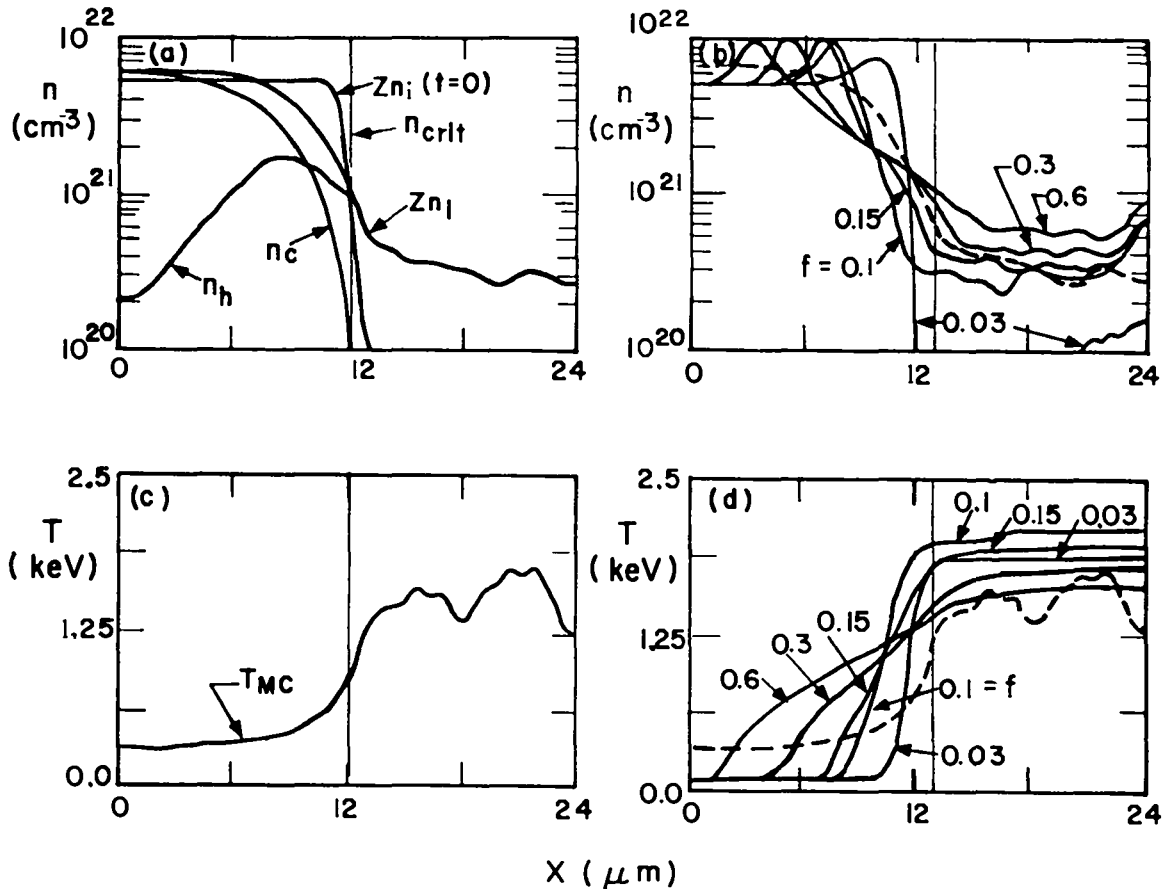 (a)
10^22
n
(cm^-3)
10^21
10^20
Zn_i (t=0)
n_crit
Zn_i
n_c
n_h
0
12
24
(b)
10^22
n
(cm^-3)
10^21
10^20
0.3
0.6
0.15
f = 0.1
0.03
0
12
24
(c)
2.5
T
(keV)
1.25
0.0
T_MC
0
12
24
(d)
2.5
T
(keV)
1.25
0.0
0.1
0.15
0.03
0.15
0.3
0.6
0.1 = f
0.03
0
12
24
X (μm)